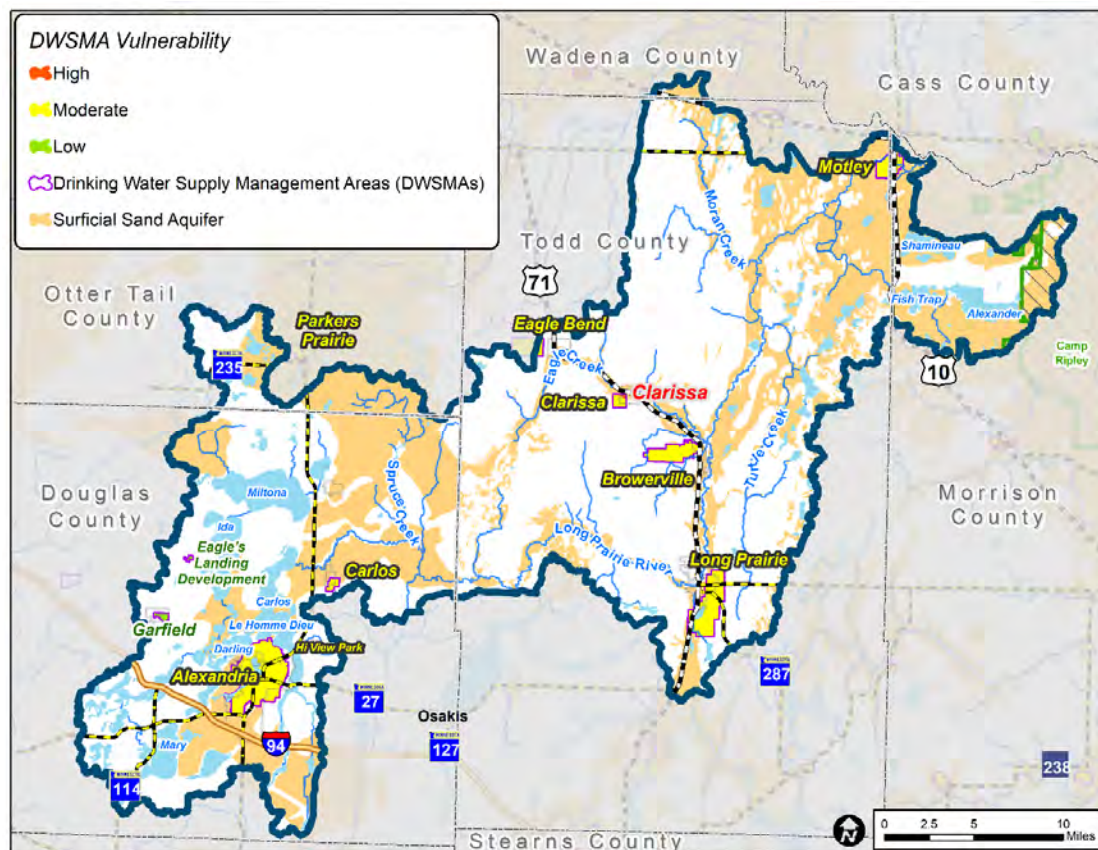 DWSMA Vulnerability
High
Moderate
Low
Drinking Water Supply Management Areas (DWSMAs)
Surficial Sand Aquifer
Wadena County
Cass County
Motley
Moran Creek
Shamineau
Todd County
71
Otter Tail
County
Fish Trap
Alexander
Parkers
Prairie
Eagle Bend
Camp
Ripley
235
Eagle Creek
10
Clarissa
Clarissa
Turtle Creek
Browerville
Spruce Creek
Douglas
County
Miltona
Morrison
County
Ida
Long Prairie River
Long Prairie
Eagle's
Landing
Development
Carlos
Carlos
Garfield
Le Homme Dieu
Darling
Hi View Park
Alexandria
287
27
Osakis
94
127
Mary
238
114
N
0 2.5 5 10
Miles
Stearns County